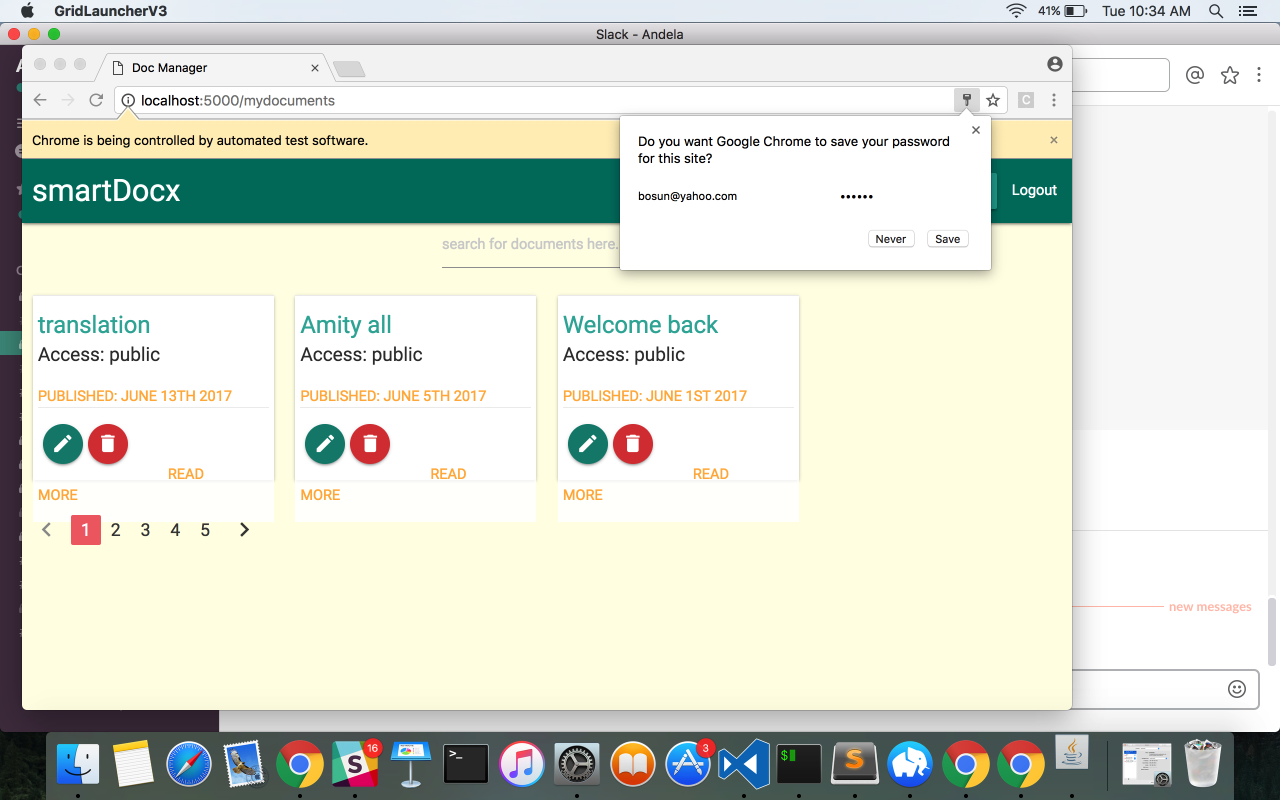 GridLauncherV3
41%
Tue 10:34 AM
Slack - Andela
Doc Manager
localhost:5000/mydocuments
C
Chrome is being controlled by automated test software.
Do you want Google Chrome to save your password
for this site?
bosun@yahoo.com
••••••
Never
Save
smartDocx
Logout
search for documents here.
translation
Access: public
PUBLISHED: JUNE 13TH 2017
READ
MORE
Amity all
Access: public
PUBLISHED: JUNE 5TH 2017
READ
MORE
Welcome back
Access: public
PUBLISHED: JUNE 1ST 2017
READ
MORE
1 2 3 4 5
new messages
16
3